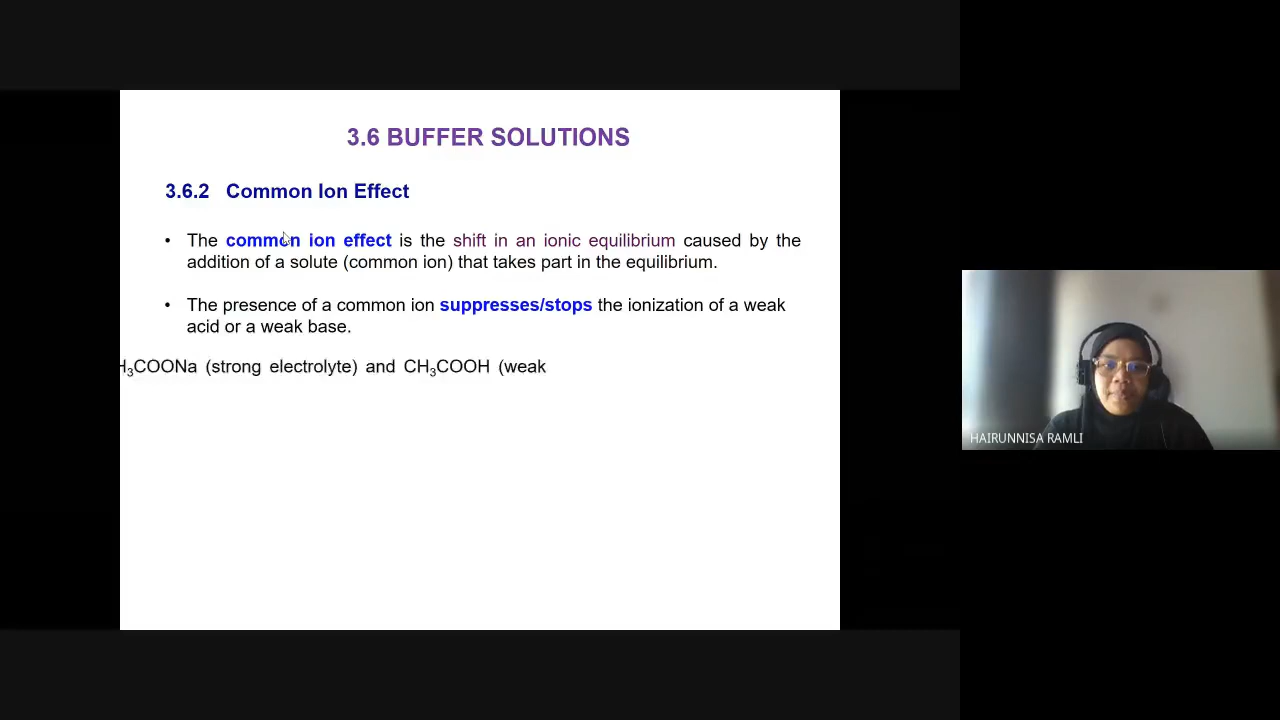 3.6 BUFFER SOLUTIONS
3.6.2 Common Ion Effect
• The common ion effect is the shift in an ionic equilibrium caused by the
addition of a solute (common ion) that takes part in the equilibrium.
• The presence of a common ion suppresses/stops the ionization of a weak
acid or a weak base.
H₃COONa (strong electrolyte) and CH₃COOH (weak
HAIRUNNISA RAMLI